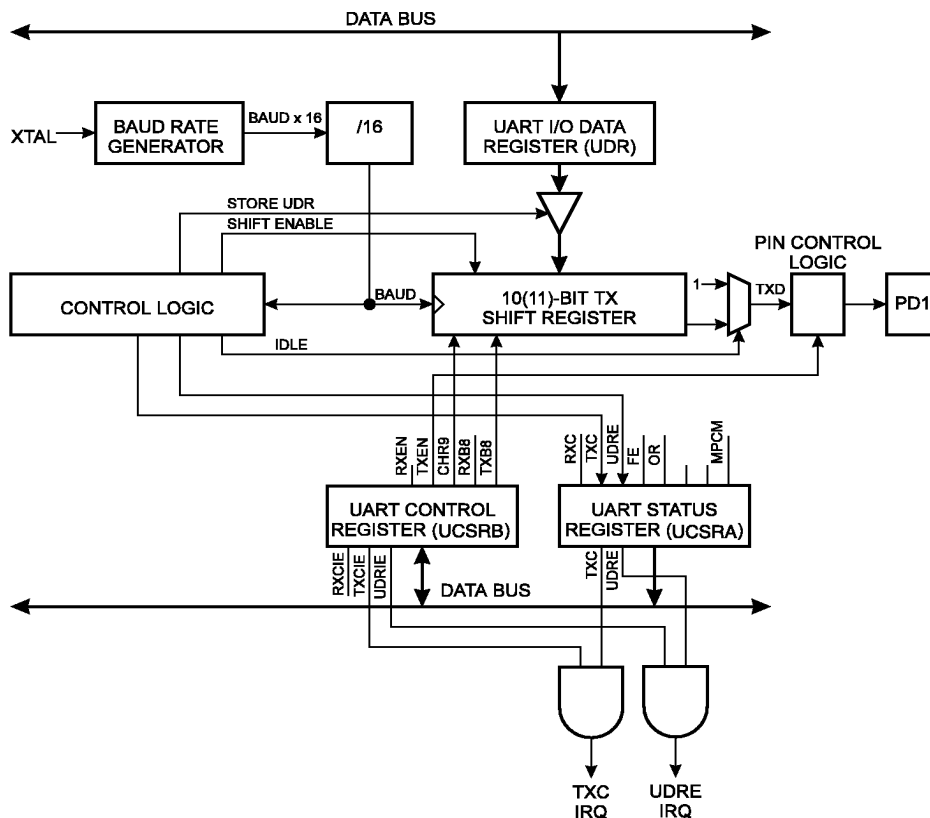 DATA BUS
XTAL
BAUD RATE
GENERATOR
BAUD x 16
/16
UART I/O DATA
REGISTER (UDR)
STORE UDR
SHIFT ENABLE
PIN CONTROL
LOGIC
CONTROL LOGIC
BAUD
10(11)-BIT TX
SHIFT REGISTER
1
TXD
PD1
IDLE
RXEN
TXEN
CHR9
RXB8
TXB8
RXC
TXC
UDRE
FE
OR
MPCM
UART CONTROL
REGISTER (UCSRB)
UART STATUS
REGISTER (UCSRA)
RXCIE
TXCIE
UDRIE
TXC
UDRE
DATA BUS
TXC
IRQ
UDRE
IRQ